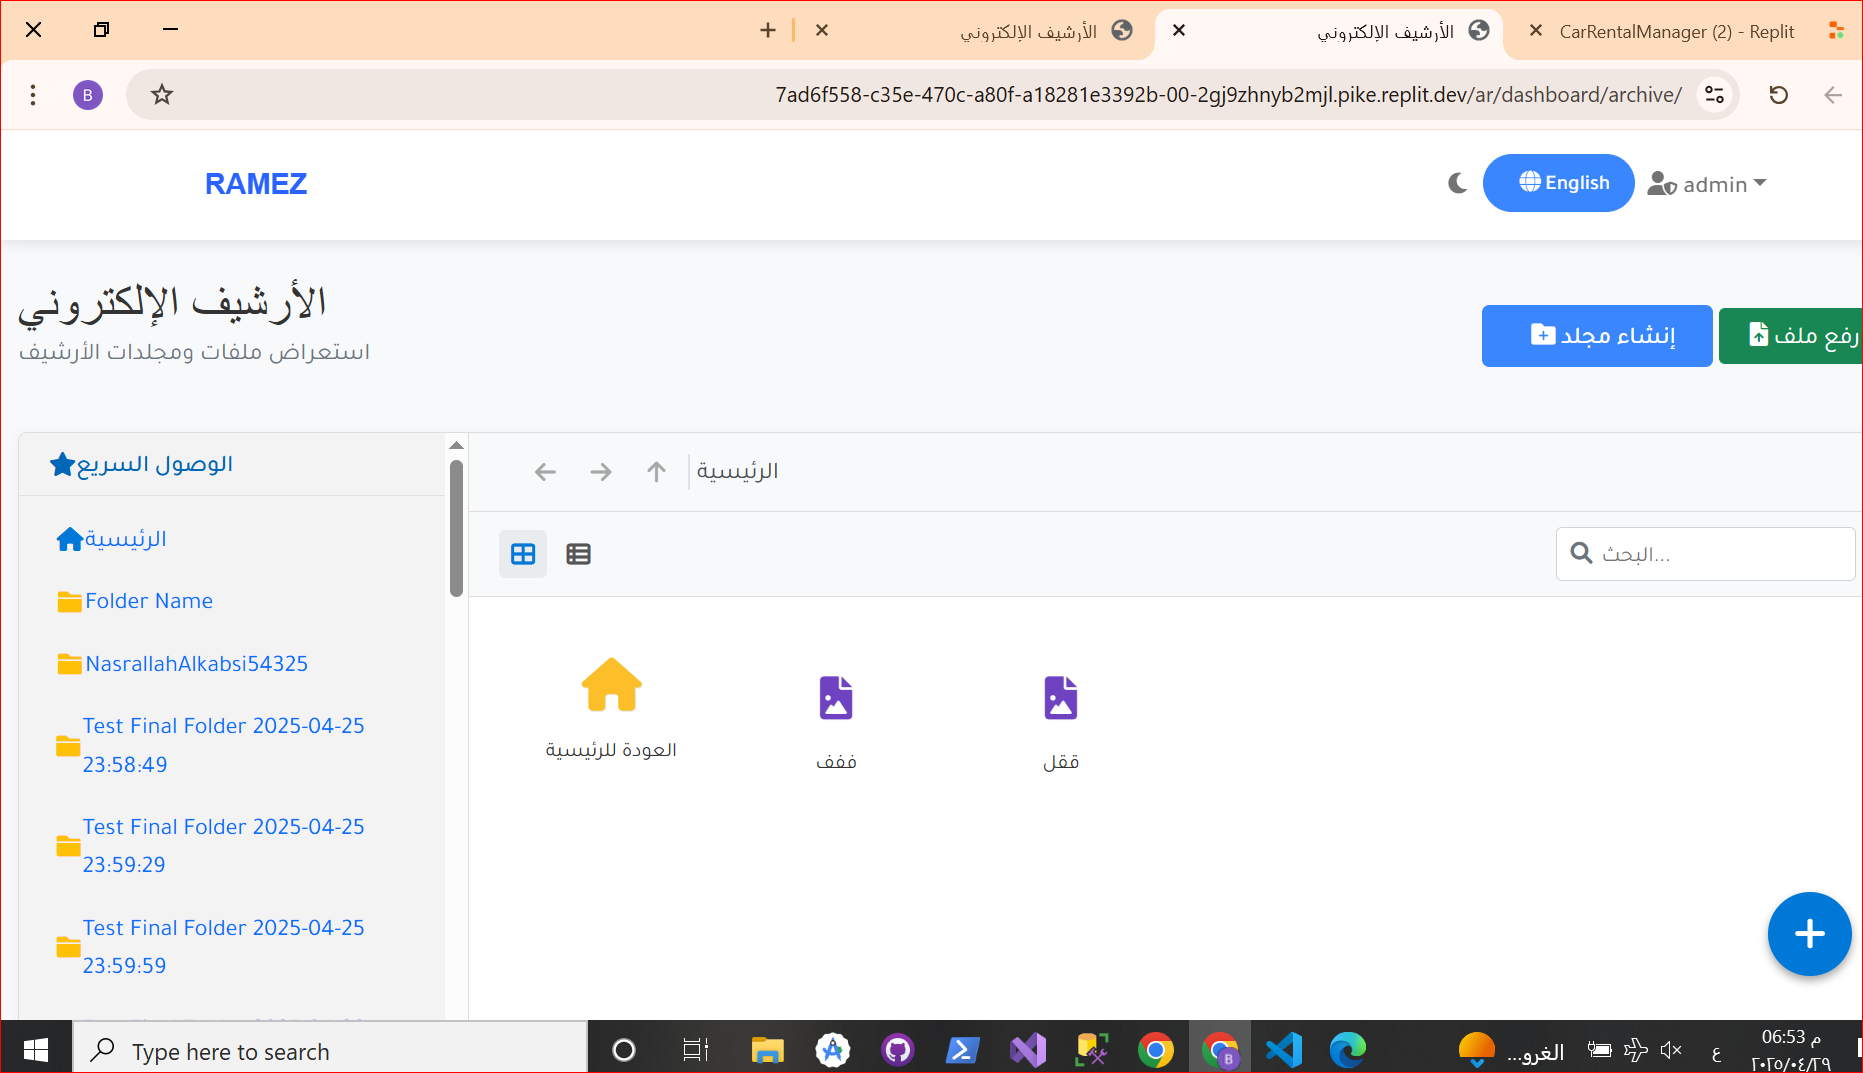 CarRentalManager (2) - Replit
الأرشيف الإلكتروني
الأرشيف الإلكتروني
B
7ad6f558-c35e-470c-a80f-a18281e3392b-00-2gj9zhnyb2mjl.pike.replit.dev/ar/dashboard/archive/
RAMEZ
English
admin
الأرشيف الإلكتروني
استعراض ملفات ومجلدات الأرشيف
إنشاء مجلد
رفع ملف
الوصول السريع
الرئيسية
Folder Name
NasrallahAlkabsi54325
Test Final Folder 2025-04-25
23:58:49
Test Final Folder 2025-04-25
23:59:29
Test Final Folder 2025-04-25
23:59:59
الرئيسية
البحث...
العودة للرئيسية
ففف
ققل
Type here to search
B
الغرو...
ع
06:53 م
٢٠٢٥/٠٤/٢٩